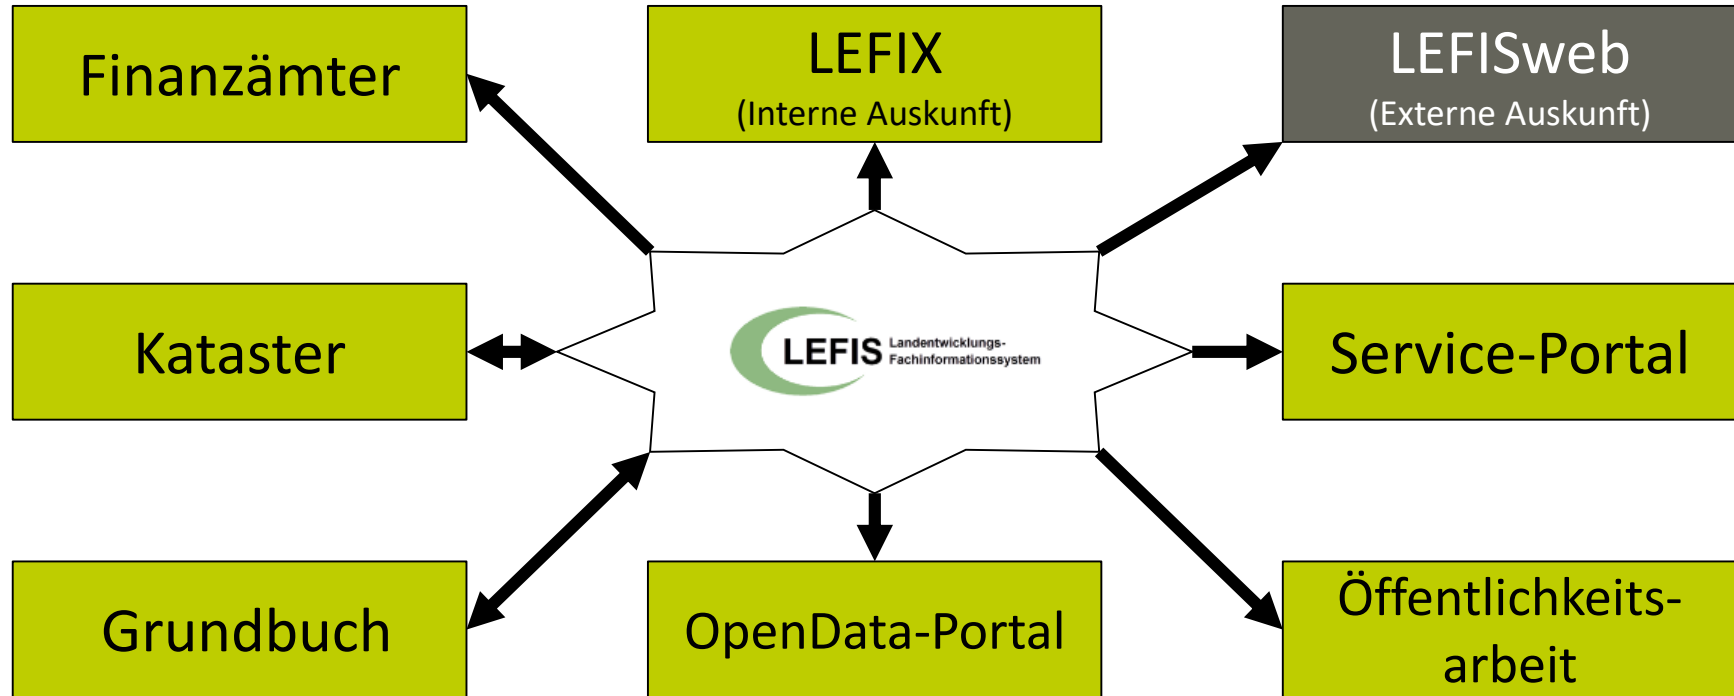 Finanzämter
LEFIX
(Interne Auskunft)
LEFISweb
(Externe Auskunft)
Kataster
LEFIS
Landentwicklungs-
Fachinformationssystem
Service-Portal
Grundbuch
OpenData-Portal
Öffentlichkeits-
arbeit